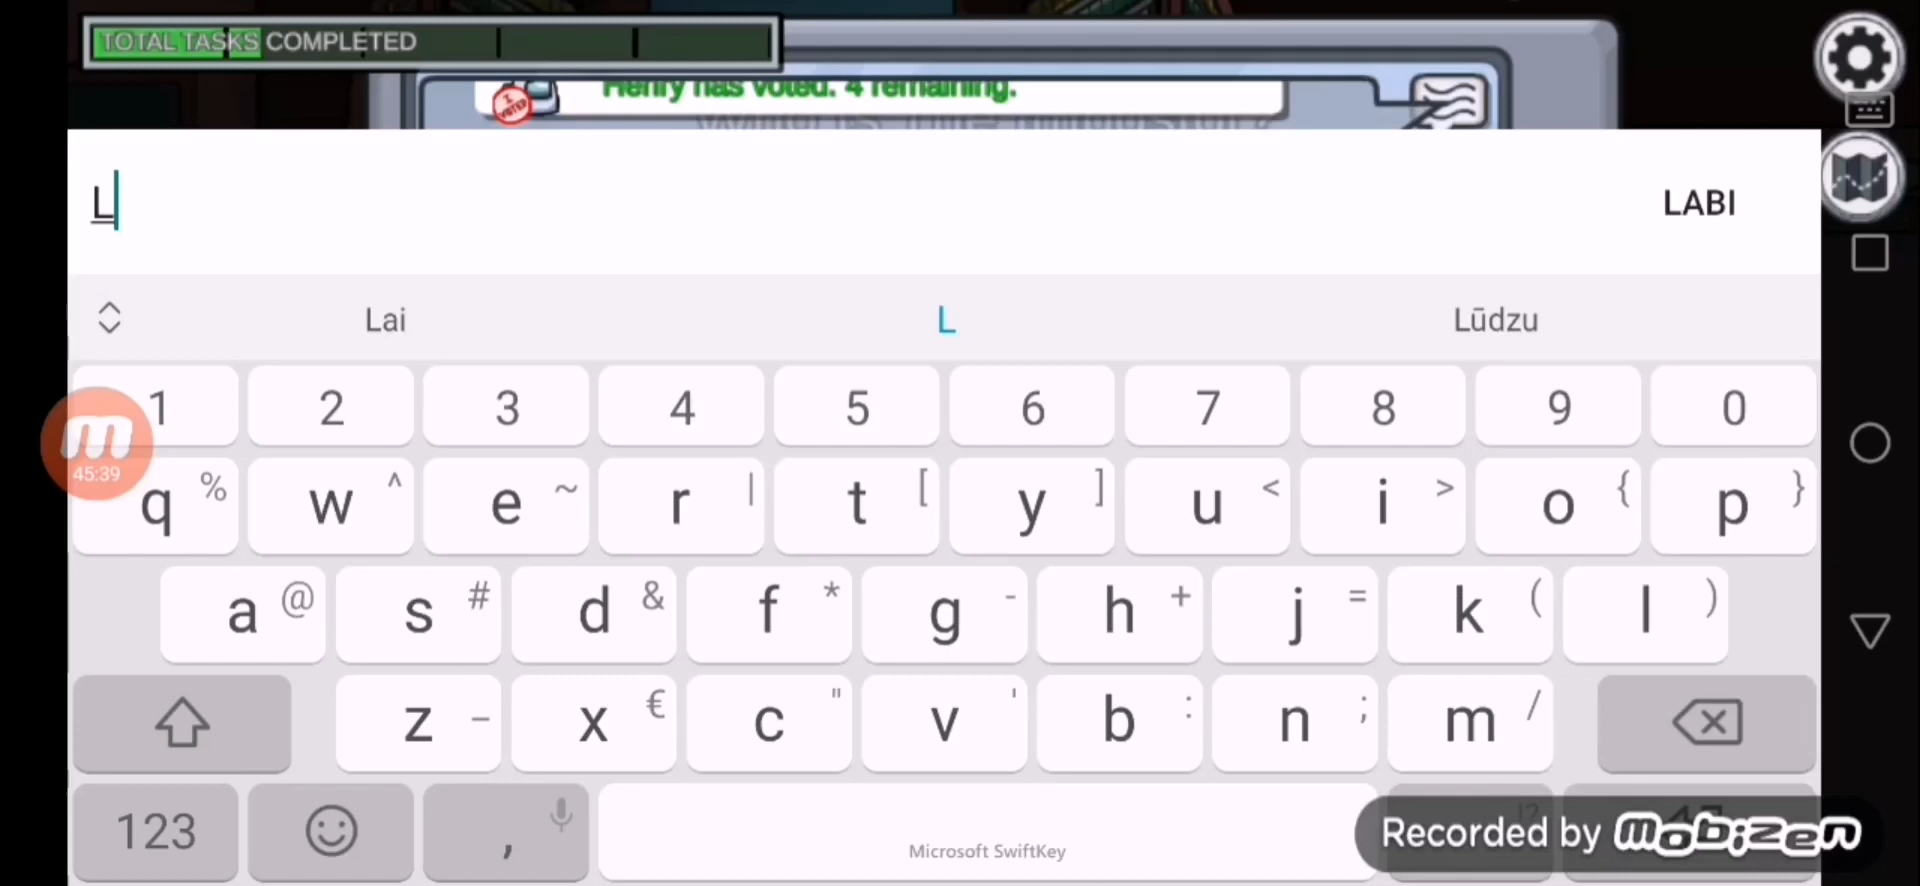 TOTAL TASKS COMPLETED
Henry has voted. 4 remaining.
L
LABI
Lai L Lūdzu
1 2 3 4 5 6 7 8 9 0
45:39
q % w ^ e ~ r | t [ y ] u < i > o { p }
a @ s # d & f * g - h + j = k ( l )
z _ x € c " v ' b : n ; m /
123 , Microsoft SwiftKey
Recorded by mobizen